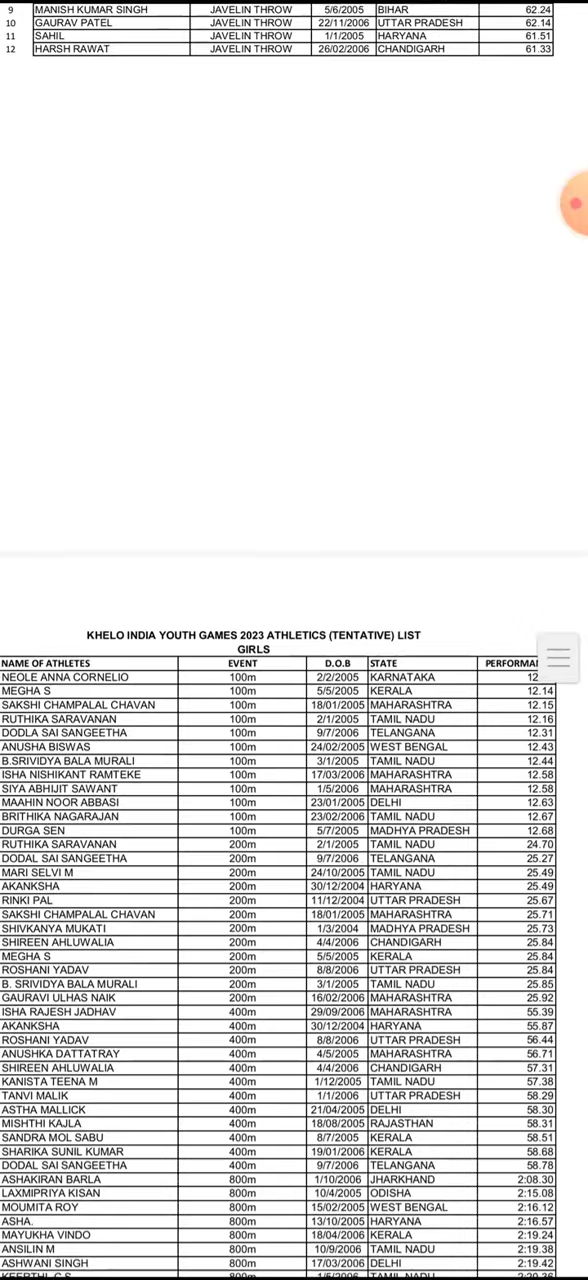 9 MANISH KUMAR SINGH JAVELIN THROW 5/6/2005 BIHAR 62.24
10 GAURAV PATEL JAVELIN THROW 22/11/2006 UTTAR PRADESH 62.14
11 SAHIL JAVELIN THROW 1/1/2005 HARYANA 61.51
12 HARSH RAWAT JAVELIN THROW 26/02/2006 CHANDIGARH 61.33
KHELO INDIA YOUTH GAMES 2023 ATHLETICS (TENTATIVE) LIST
GIRLS
NAME OF ATHLETES EVENT D.O.B STATE
NEOLE ANNA CORNELIO 100m 2/2/2005 KARNATAKA
MEGHA S 100m 5/5/2005 KERALA 12.14
SAKSHI CHAMPALAL CHAVAN 100m 18/01/2005 MAHARASHTRA 12.15
RUTHIKA SARAVANAN 100m 2/1/2005 TAMIL NADU 12.16
DODLA SAI SANGEETHA 100m 9/7/2006 TELANGANA 12.31
ANUSHA BISWAS 100m 24/02/2005 WEST BENGAL 12.43
B.SRIVIDYA BALA MURALI 100m 3/1/2005 TAMIL NADU 12.44
ISHA NISHIKANT RAMTEKE 100m 17/03/2006 MAHARASHTRA 12.58
SIYA ABHIJIT SAWANT 100m 1/5/2006 MAHARASHTRA 12.58
MAAHIN NOOR ABBASI 100m 23/01/2005 DELHI 12.63
BRITHIKA NAGARAJAN 100m 23/02/2006 TAMIL NADU 12.67
DURGA SEN 100m 5/7/2005 MADHYA PRADESH 12.68
RUTHIKA SARAVANAN 200m 2/1/2005 TAMIL NADU 24.70
DODAL SAI SANGEETHA 200m 9/7/2006 TELANGANA 25.27
MARI SELVI M 200m 24/10/2005 TAMIL NADU 25.49
AKANKSHA 200m 30/12/2004 HARYANA 25.49
RINKI PAL 200m 11/12/2004 UTTAR PRADESH 25.67
SAKSHI CHAMPALAL CHAVAN 200m 18/01/2005 MAHARASHTRA 25.71
SHIVKANYA MUKATI 200m 1/3/2004 MADHYA PRADESH 25.73
SHIREEN AHLUWALIA 200m 4/4/2006 CHANDIGARH 25.84
MEGHA S 200m 5/5/2005 KERALA 25.84
ROSHANI YADAV 200m 8/8/2006 UTTAR PRADESH 25.84
B. SRIVIDYA BALA MURALI 200m 3/1/2005 TAMIL NADU 25.85
GAURAVI ULHAS NAIK 200m 16/02/2006 MAHARASHTRA 25.92
ISHA RAJESH JADHAV 400m 29/09/2006 MAHARASHTRA 55.39
AKANKSHA 400m 30/12/2004 HARYANA 55.87
ROSHANI YADAV 400m 8/8/2006 UTTAR PRADESH 56.44
ANUSHKA DATTATRAY 400m 4/5/2005 MAHARASHTRA 56.71
SHIREEN AHLUWALIA 400m 4/4/2006 CHANDIGARH 57.31
KANISTA TEENA M 400m 1/12/2005 TAMIL NADU 57.38
TANVI MALIK 400m 1/1/2006 UTTAR PRADESH 58.29
ASTHA MALLICK 400m 21/04/2005 DELHI 58.30
MISHTHI KAJLA 400m 18/08/2005 RAJASTHAN 58.31
SANDRA MOL SABU 400m 8/7/2005 KERALA 58.51
SHARIKA SUNIL KUMAR 400m 19/01/2006 KERALA 58.68
DODAL SAI SANGEETHA 400m 9/7/2006 TELANGANA 58.78
ASHAKIRAN BARLA 800m 1/10/2006 JHARKHAND 2:08.30
LAXMIPRIYA KISAN 800m 10/4/2005 ODISHA 2:15.08
MOUMITA ROY 800m 15/02/2005 WEST BENGAL 2:16.12
ASHA. 800m 13/10/2005 HARYANA 2:16.57
MAYUKHA VINDO 800m 18/04/2006 KERALA 2:19.24
ANSILIN M 800m 10/9/2006 TAMIL NADU 2:19.38
ASHWANI SINGH 800m 17/03/2006 DELHI 2:19.42